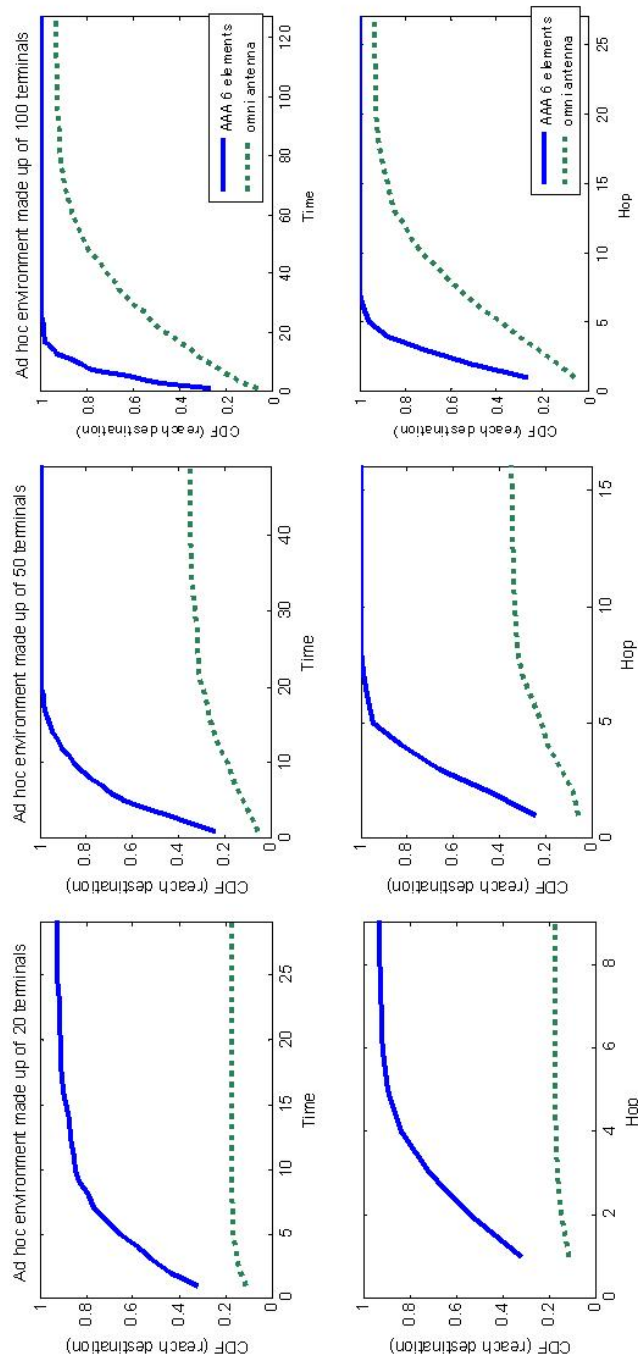 Ad hoc environment made up of 20 terminals
CDF (reach destination)
1
0.8
0.6
0.4
0.2
0
0 5 10 15 20 25
Time
Ad hoc environment made up of 50 terminals
CDF (reach destination)
1
0.8
0.6
0.4
0.2
0
0 10 20 30 40
Time
Ad hoc environment made up of 100 terminals
CDF (reach destination)
1
0.8
0.6
0.4
0.2
0
0 20 40 60 80 100 120
Time
AAA 6 elements
omni antenna
CDF (reach destination)
1
0.8
0.6
0.4
0.2
0
0 2 4 6 8
Hop
CDF (reach destination)
1
0.8
0.6
0.4
0.2
0
0 5 10 15
Hop
CDF (reach destination)
1
0.8
0.6
0.4
0.2
0
0 5 10 15 20 25
Hop
AAA 6 elements
omni antenna